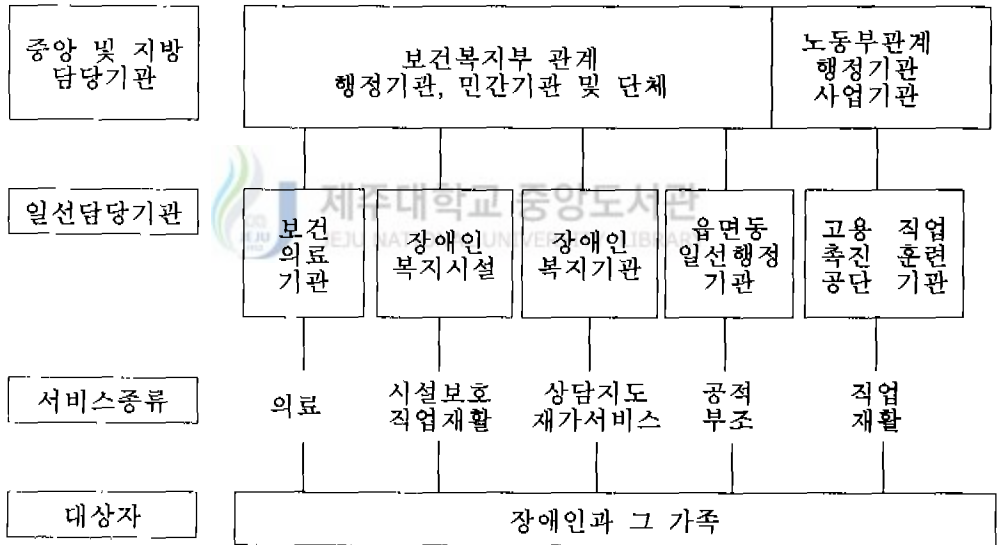 중앙 및 지방
담당기관
보건복지부 관계
행정기관, 민간기관 및 단체
노동부관계
행정기관
사업기관
일선담당기관
보건
의료
기관
장애인
복지시설
장애인
복지기관
읍면동
일선행정
기관
고용 직업
촉진 훈련
공단 기관
제주대학교 중앙도서관
JEJU NATIONAL UNIVERSITY LIBRARY
JEJU
1952
서비스종류
의료
시설보호
직업재활
상담지도
재가서비스
공적
부조
직업
재활
대상자
장애인과 그 가족